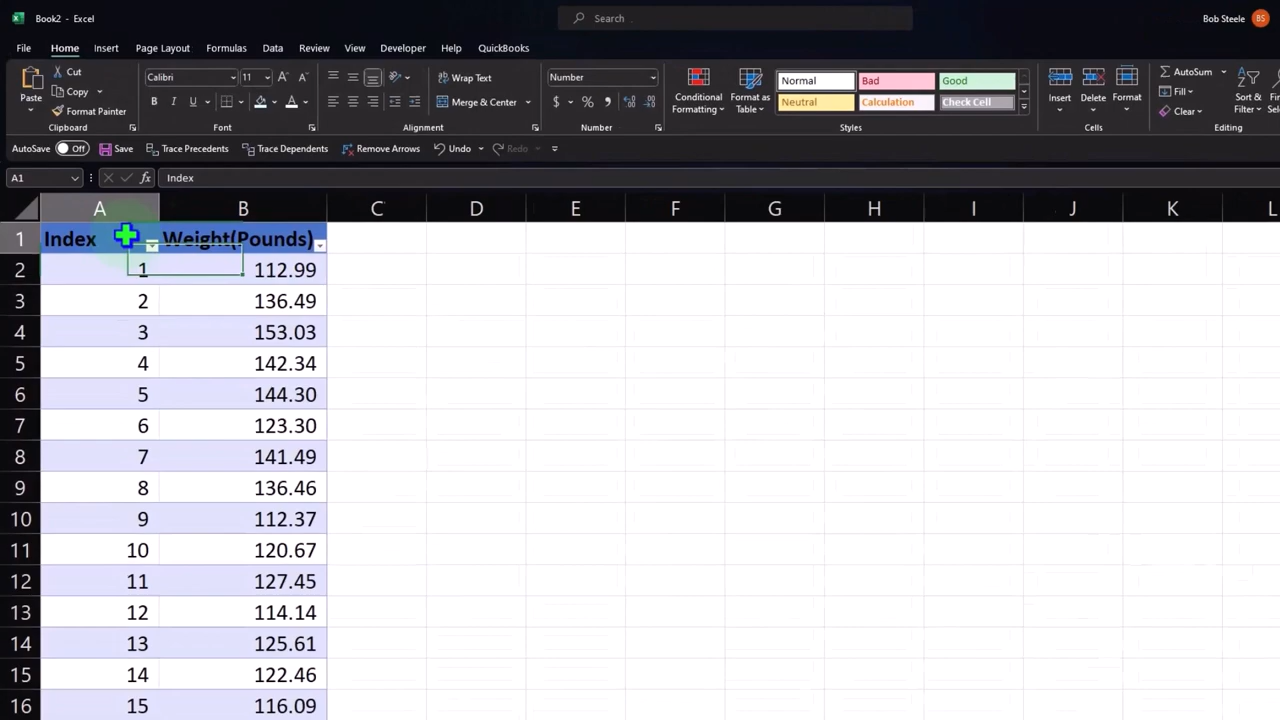 Book2 - Excel
Search
Bob Steele BS
File Home Insert Page Layout Formulas Data Review View Developer Help QuickBooks
Paste
Cut
Copy
Format Painter
Clipboard
Calibri 11
B I U
Font
Wrap Text
Merge & Center
Alignment
Number
$ % ,
Number
Conditional Formatting
Format as Table
Normal Bad Good
Neutral Calculation Check Cell
Styles
Insert Delete Format
Cells
AutoSum
Fill
Clear
Sort & Filter
Editing
AutoSave Off Save Trace Precedents Trace Dependents Remove Arrows Undo Redo
A1 fx Index
A B C D E F G H I J K L
1 Index Weight(Pounds)
2 1 112.99
3 2 136.49
4 3 153.03
5 4 142.34
6 5 144.30
7 6 123.30
8 7 141.49
9 8 136.46
10 9 112.37
11 10 120.67
12 11 127.45
13 12 114.14
14 13 125.61
15 14 122.46
16 15 116.09